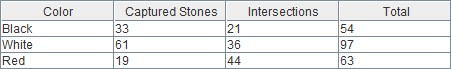 Color Captured Stones Intersections Total
Black 33 21 54
White 61 36 97
Red 19 44 63